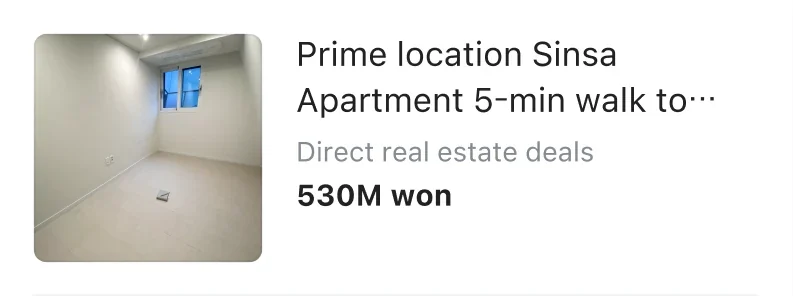 Prime location Sinsa
Apartment 5-min walk to···
Direct real estate deals
530M won